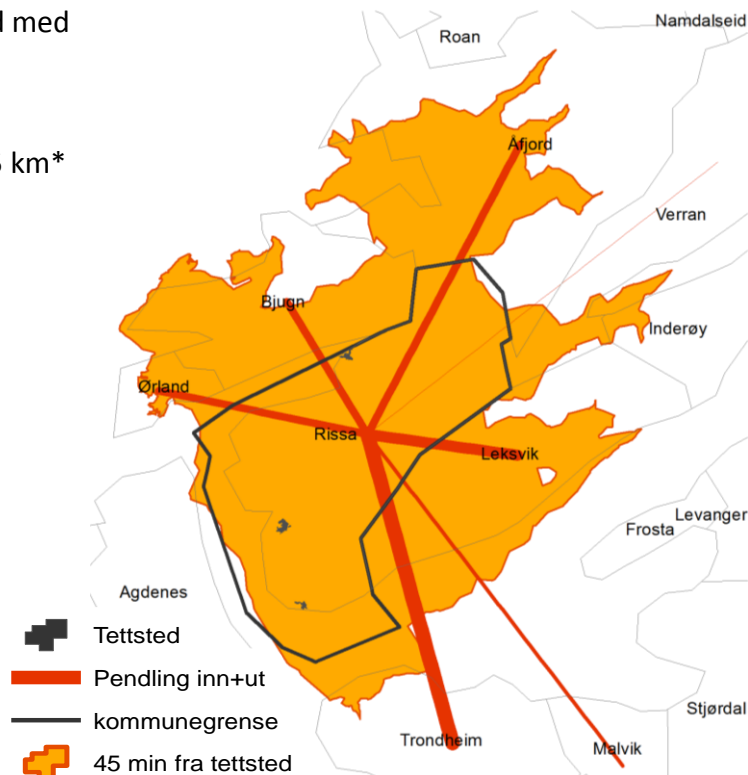 med
km*
Roan
Namdalseid
Åfjord
Verran
Bjugn
Inderøy
Ørland
Rissa
Leksvik
Levanger
Frosta
Agdenes
Tettsted
Pendling inn+ut
kommunegrense
Stjørdal
Trondheim
Malvik
45 min fra tettsted